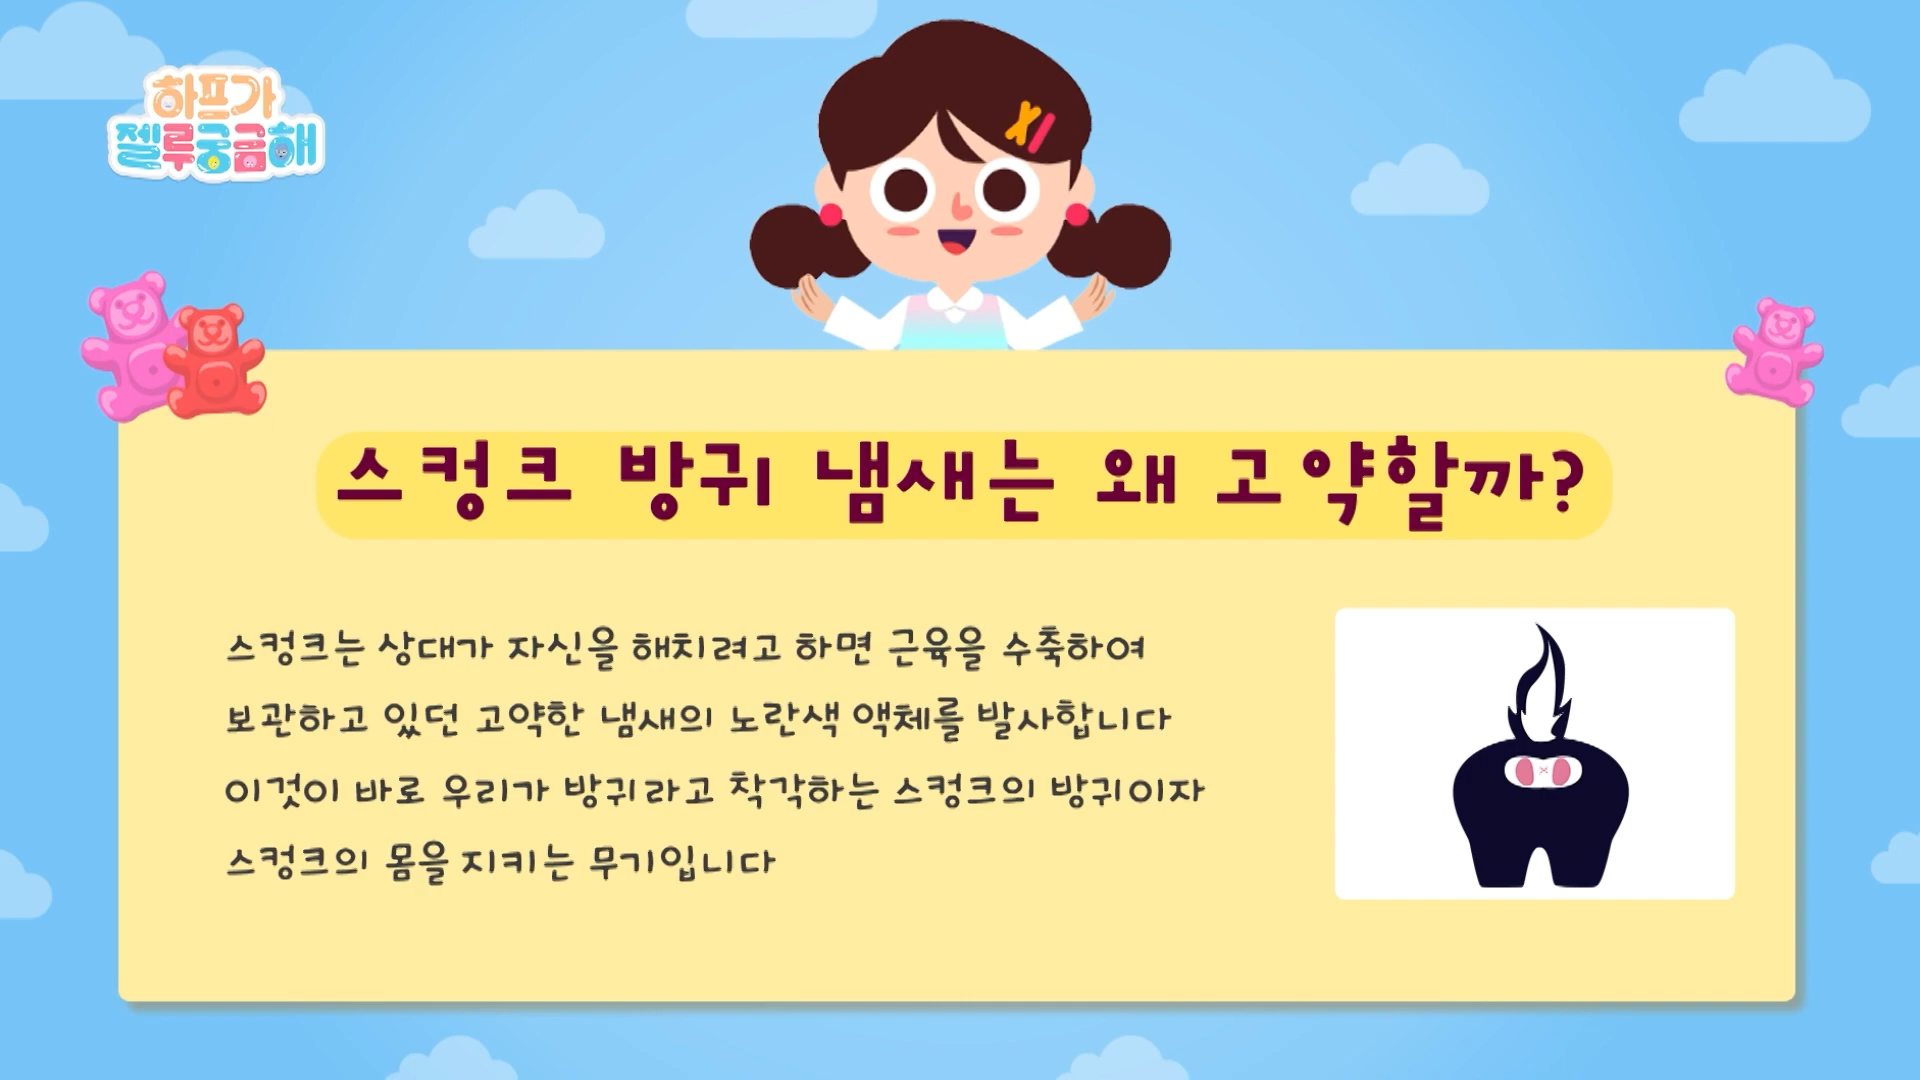 하프가
젤루궁금해
스컹크 방귀 냄새는 왜 고약할까?
스컹크는 상대가 자신을 해치려고 하면 근육을 수축하여
보관하고 있던 고약한 냄새의 노란색 액체를 발사합니다
이것이 바로 우리가 방귀라고 착각하는 스컹크의 방귀이자
스컹크의 몸을 지키는 무기입니다